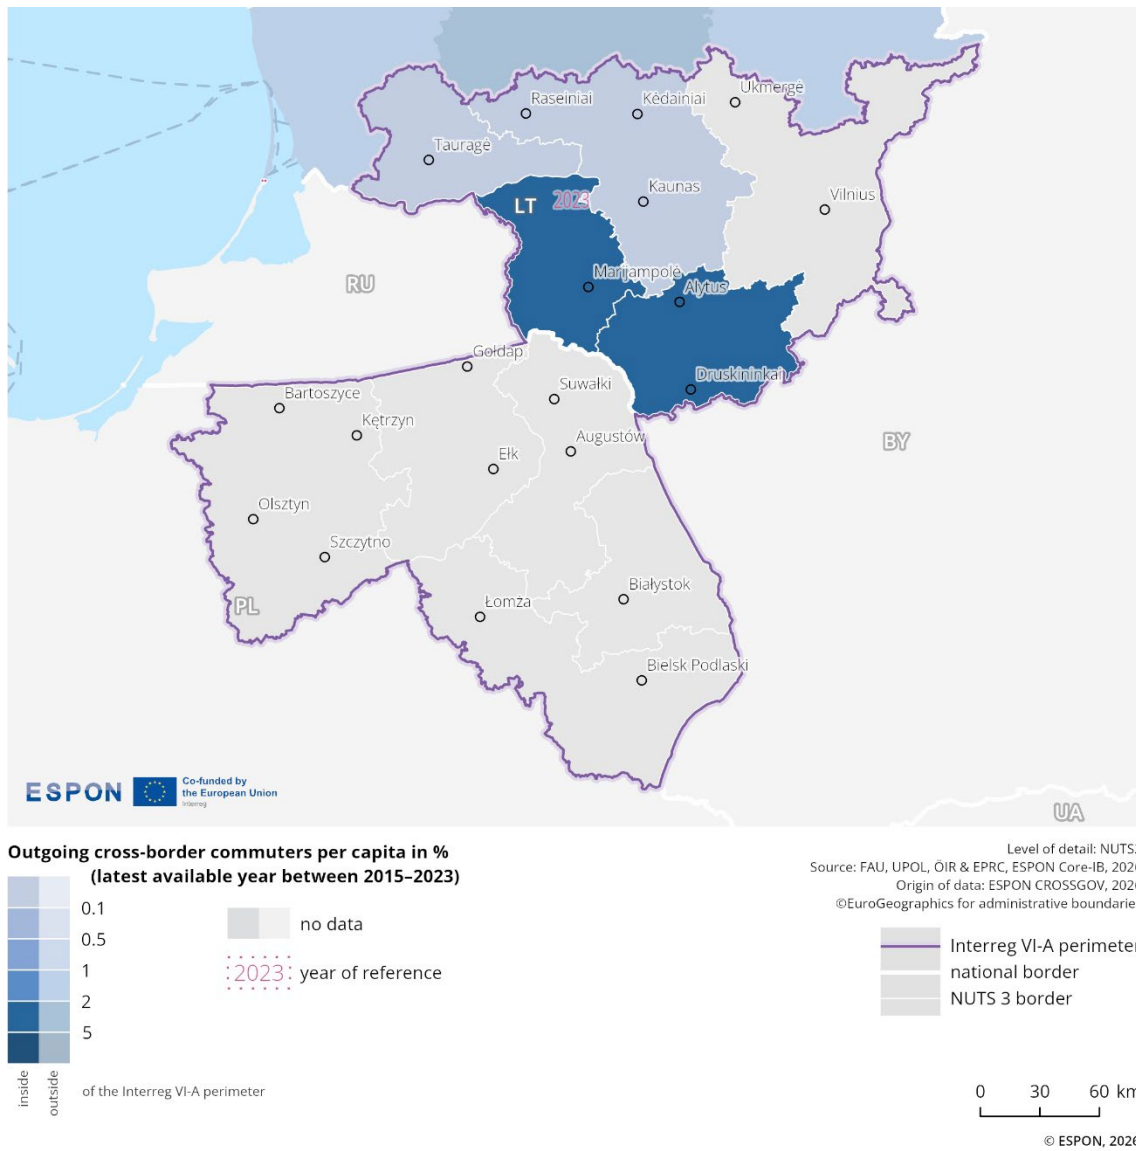 Ukmergė
Raseiniai
Kėdainiai
Tauragė
Kaunas
Vilnius
LT
2023
Marijampolė
Alytus
RU
Gołdap
Suwałki
Druskininkai
Bartoszyce
Kętrzyn
Augustów
BY
Ełk
Olsztyn
Szczytno
Białystok
PL
Łomża
Bielsk Podlaski
ESPON
Co-funded by
the European Union
Interreg
UA
Outgoing cross-border commuters per capita in %
(latest available year between 2015–2023)
0.1
0.5
1
2
5
inside
outside
of the Interreg VI-A perimeter
no data
2023 year of reference
Level of detail: NUTS
Source: FAU, UPOL, ÖIR & EPRC, ESPON Core-IB, 202
Origin of data: ESPON CROSSGOV, 202
©EuroGeographics for administrative boundarie
Interreg VI-A perimeter
national border
NUTS 3 border
0 30 60 km
© ESPON, 2026